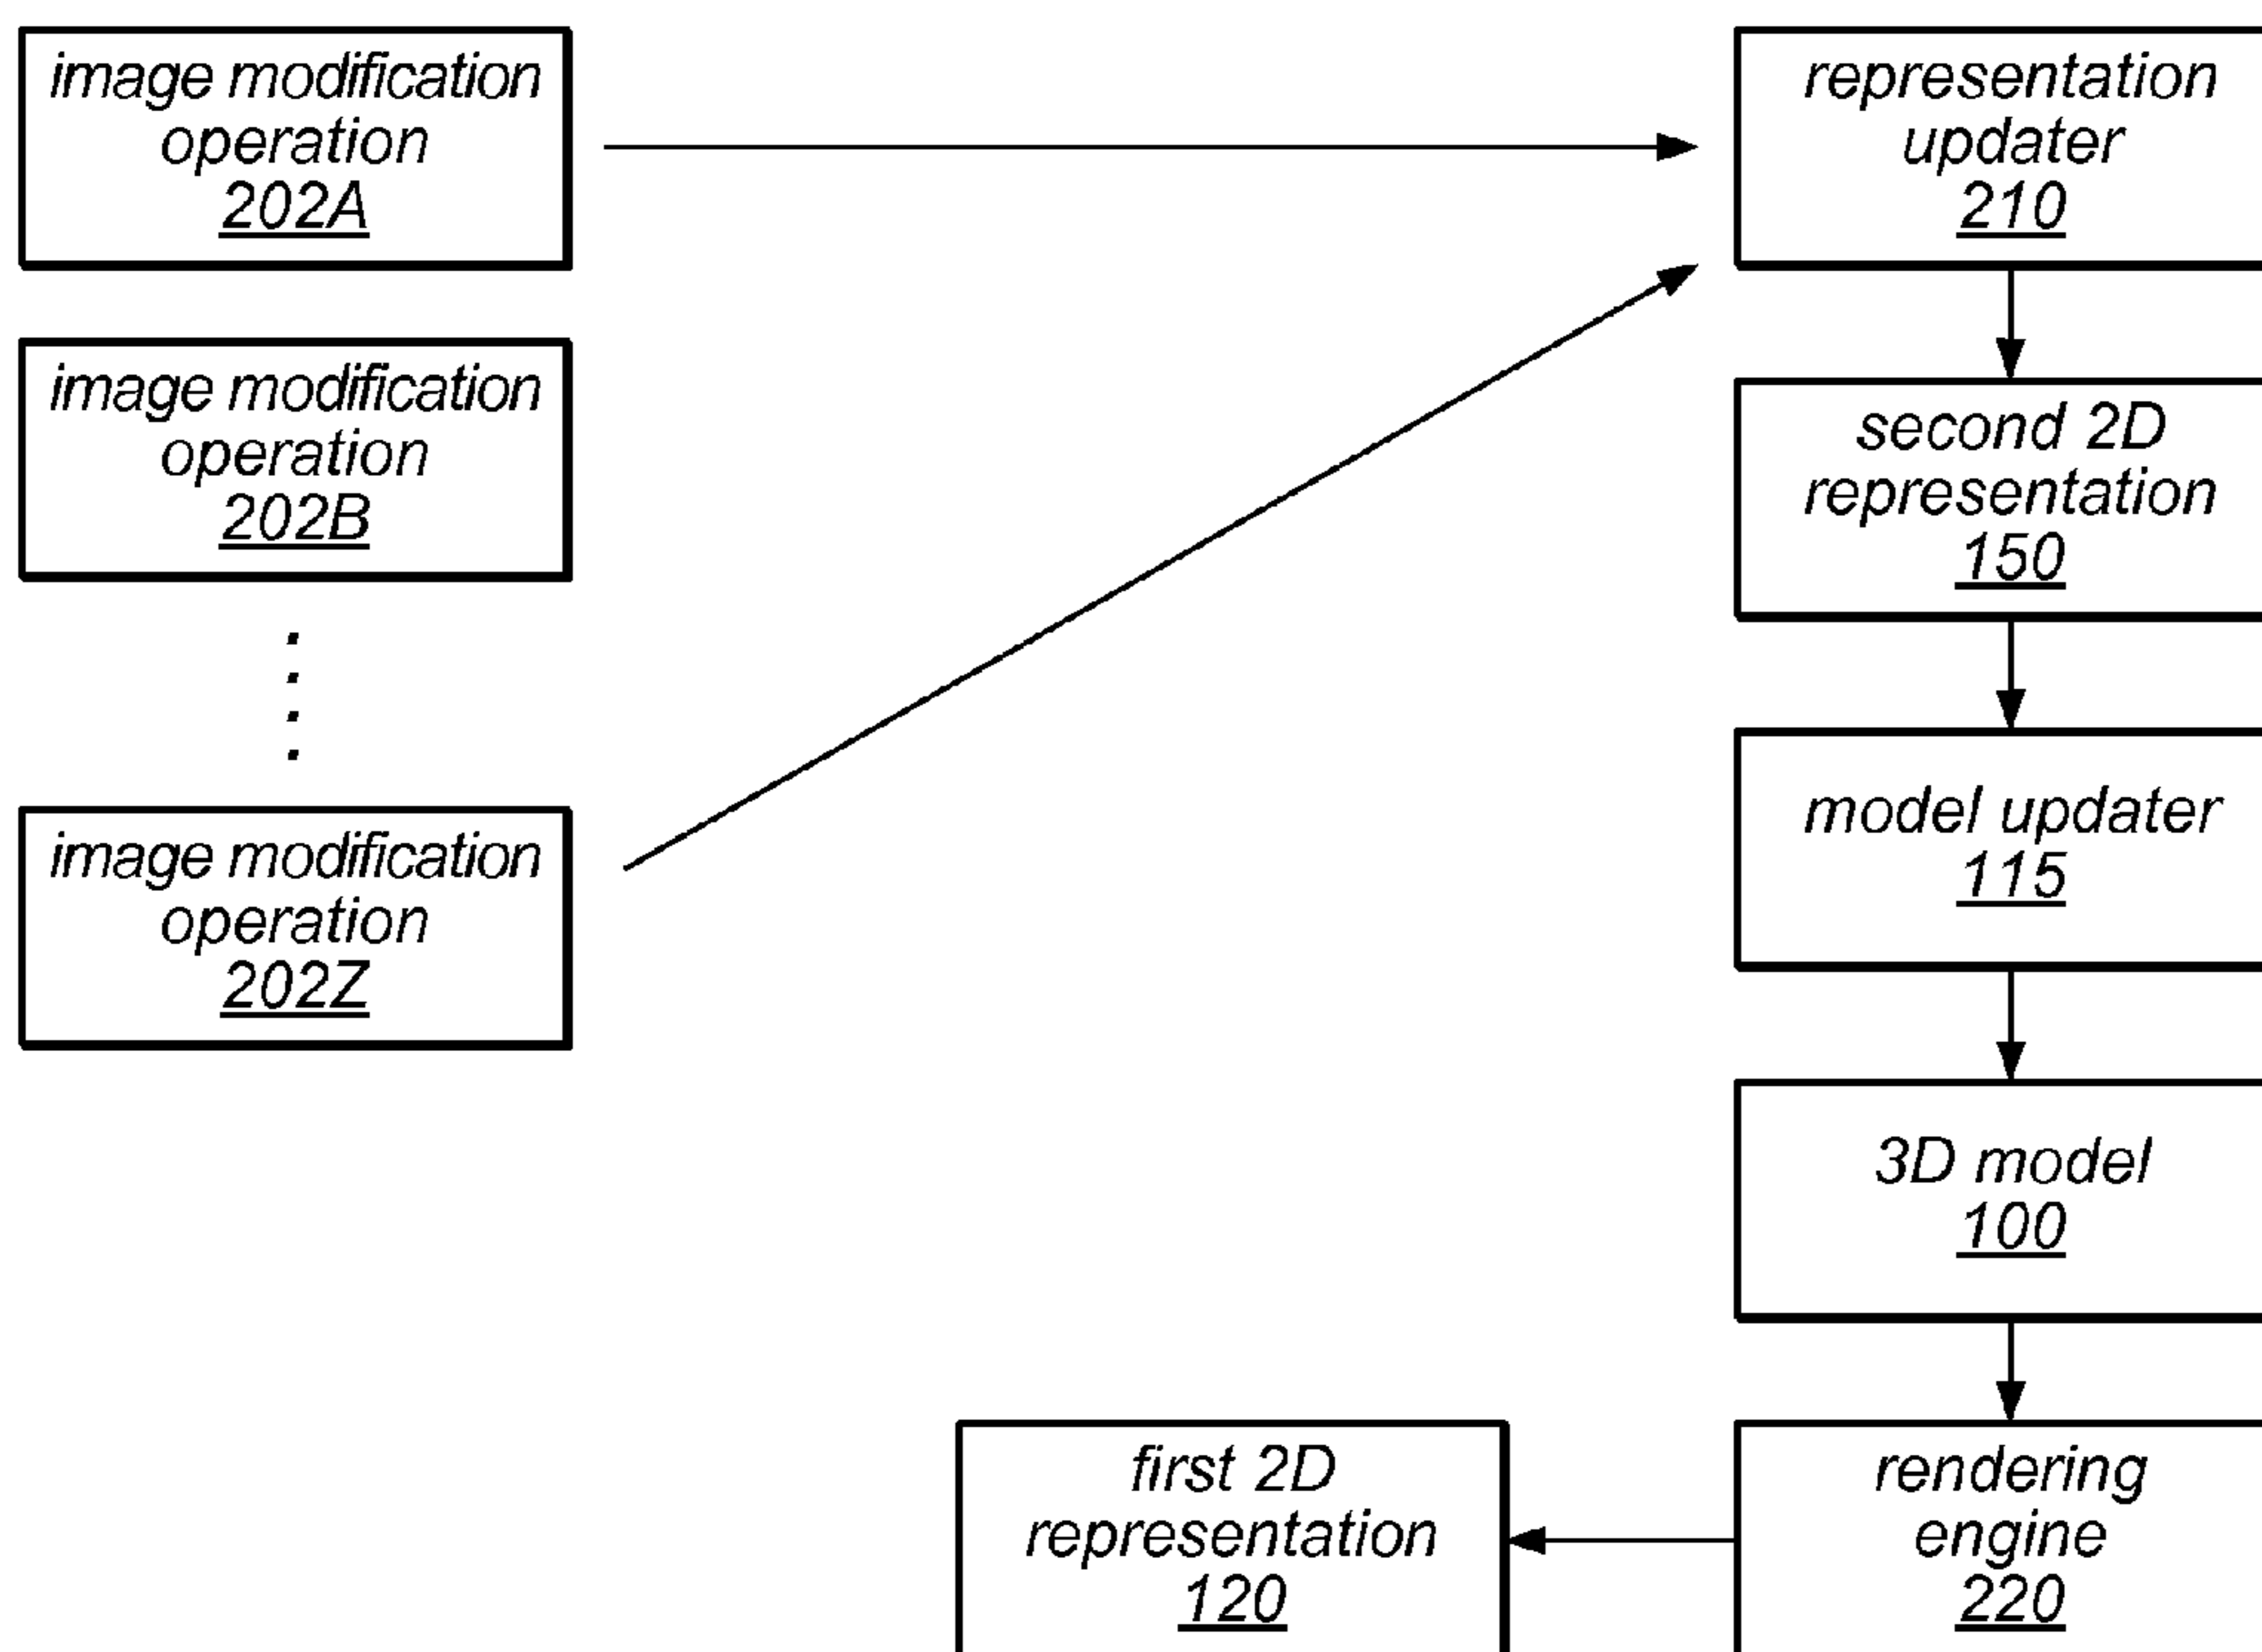 image modification
operation
202A
representation
updater
210
image modification
operation
202B
second 2D
representation
150
image modification
operation
202Z
model updater
115
3D model
100
first 2D
representation
120
rendering
engine
220